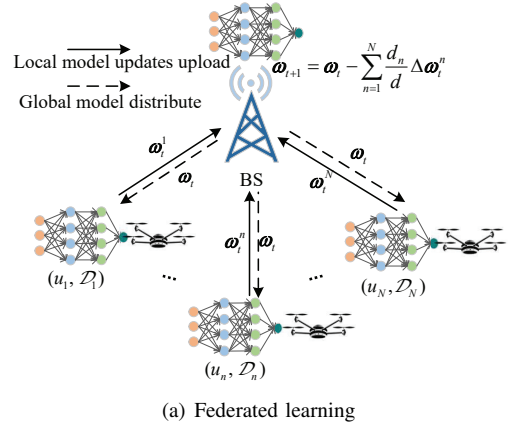 Local model updates upload
Global model distribute
ω_{t+1} = ω_t − ∑_{n=1}^{N} \frac{d_n}{d} Δω_t^n
ω_t^1
ω_t
ω_t
ω_t^N
BS
ω_t^n
ω_t
(u_1, 𝒟_1)
...
...
(u_N, 𝒟_N)
(u_n, 𝒟_n)
(a) Federated learning